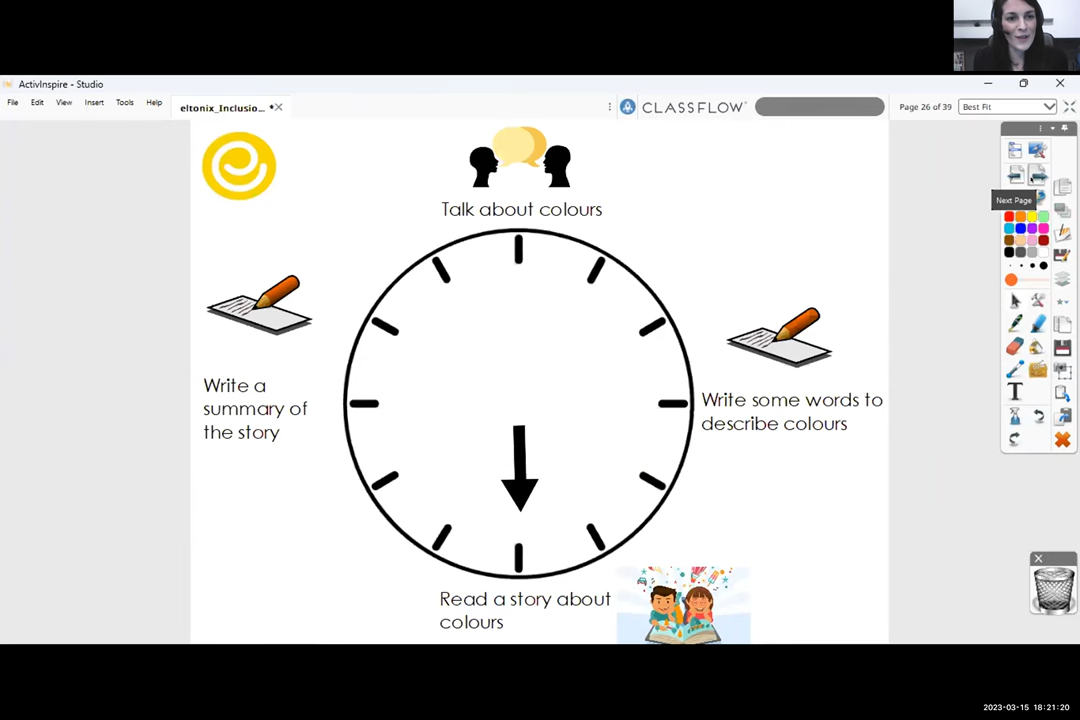 ActivInspire - Studio
File Edit View Insert Tools Help
eltonix_Inclusio... *
CLASSFLOW
Page 26 of 39
Best Fit
Next Page
Talk about colours
Write a
summary of
the story
Write some words to
describe colours
Read a story about
colours
T
2023-03-15 18:21:20